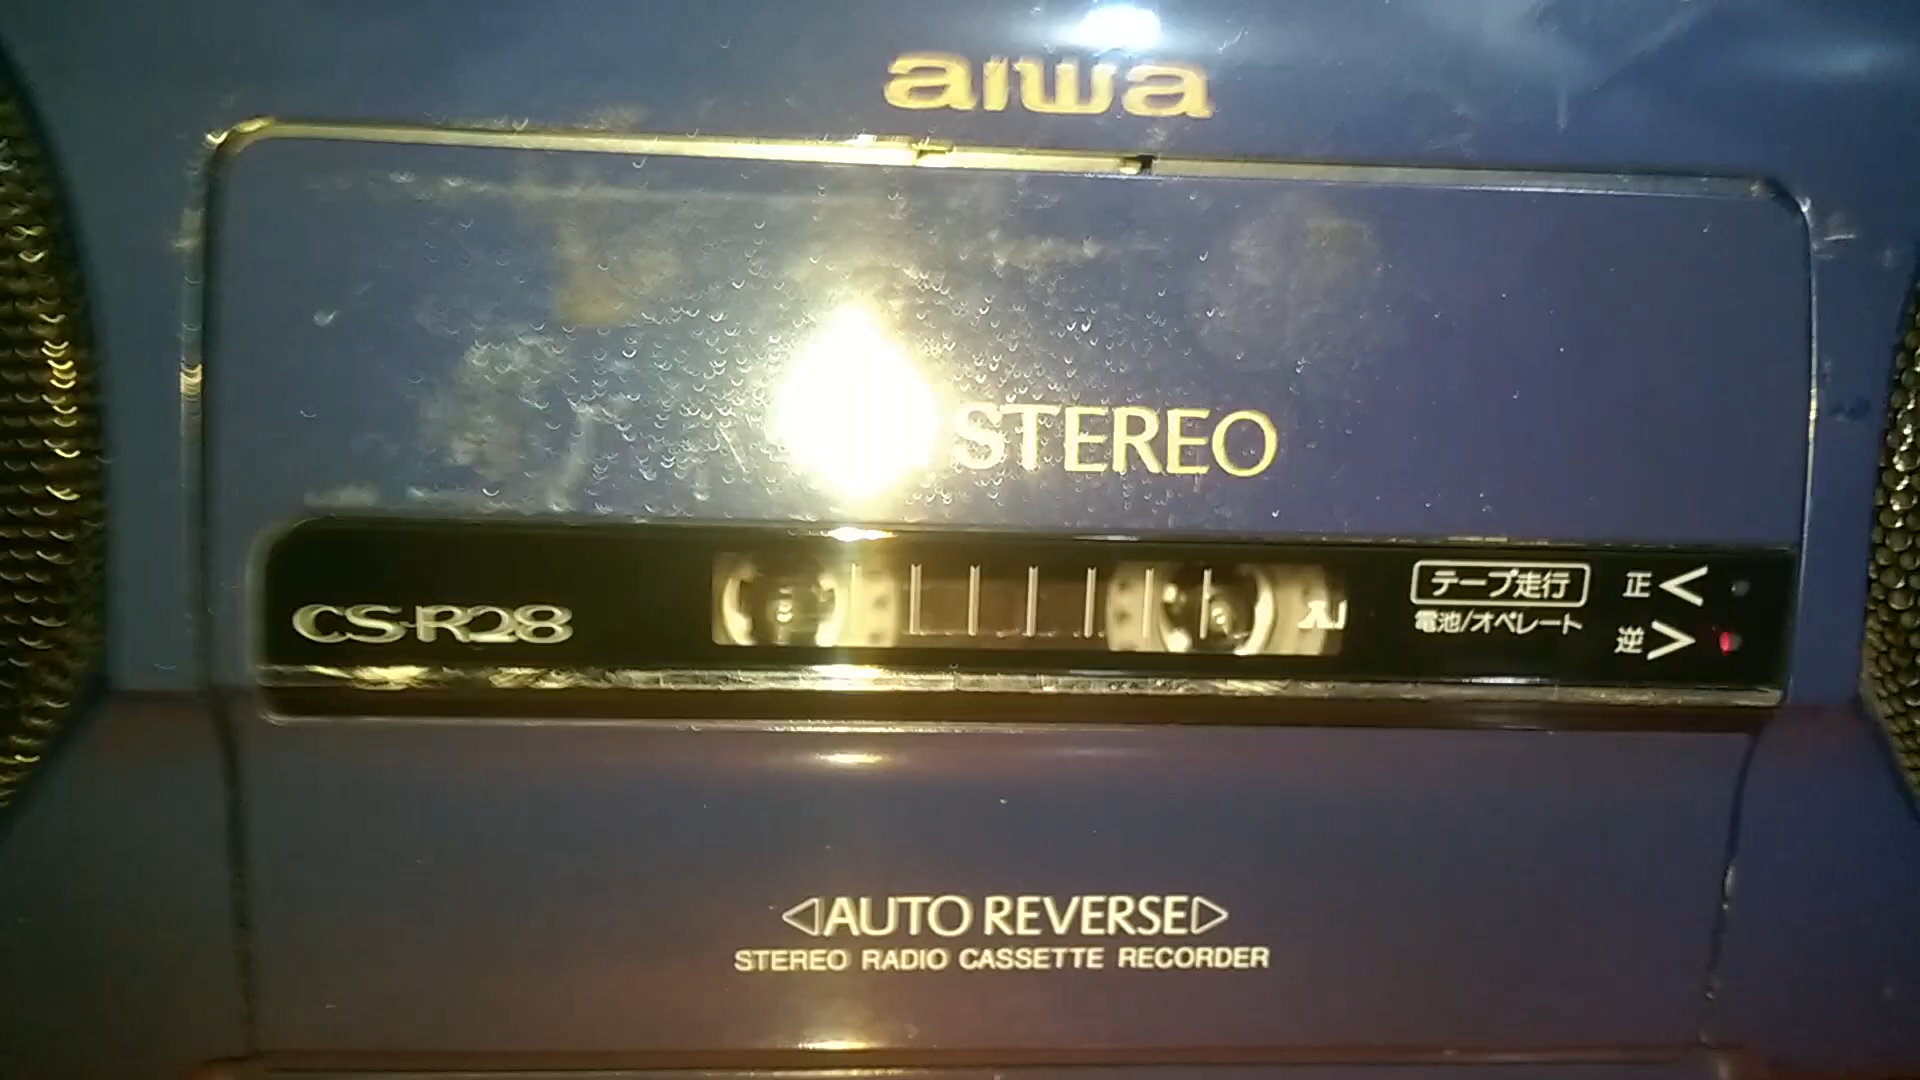 aiwa
STEREO
CS-R28
テープ走行
電池/オペレート
正 <
逆 >
◁AUTO REVERSE▷
STEREO RADIO CASSETTE RECORDER